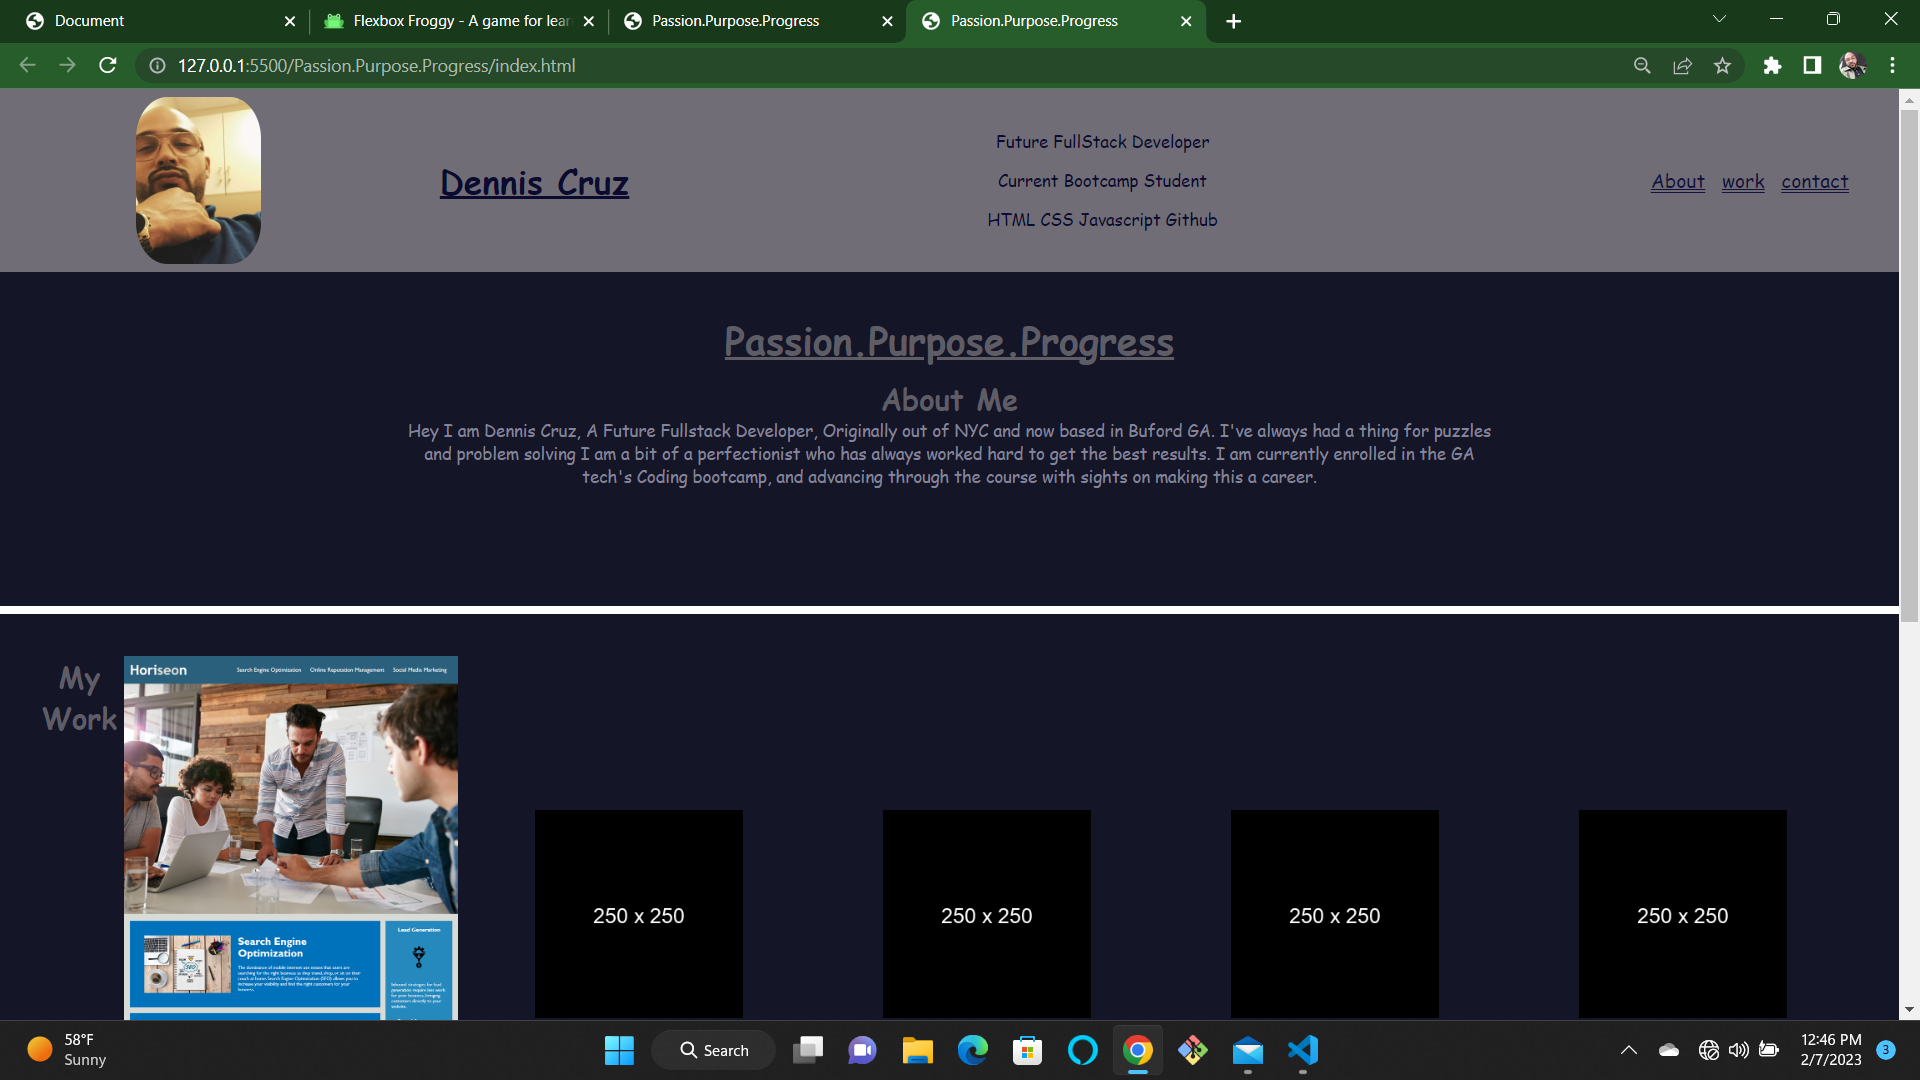 Document
Flexbox Froggy - A game for lear
Passion.Purpose.Progress
Passion.Purpose.Progress
127.0.0.1:5500/Passion.Purpose.Progress/index.html
Dennis Cruz
Future FullStack Developer
Current Bootcamp Student
HTML CSS Javascript Github
About work contact
Passion.Purpose.Progress
About Me
Hey I am Dennis Cruz, A Future Fullstack Developer, Originally out of NYC and now based in Buford GA. I've always had a thing for puzzles
and problem solving I am a bit of a perfectionist who has always worked hard to get the best results. I am currently enrolled in the GA
tech's Coding bootcamp, and advancing through the course with sights on making this a career.
My
Work
Horiseon
Search Engine Optimization Online Reputation Management Social Media Marketing
Search Engine
Optimization
Lead Generation
250 x 250
250 x 250
250 x 250
250 x 250
58°F
Sunny
Search
12:46 PM
2/7/2023
3